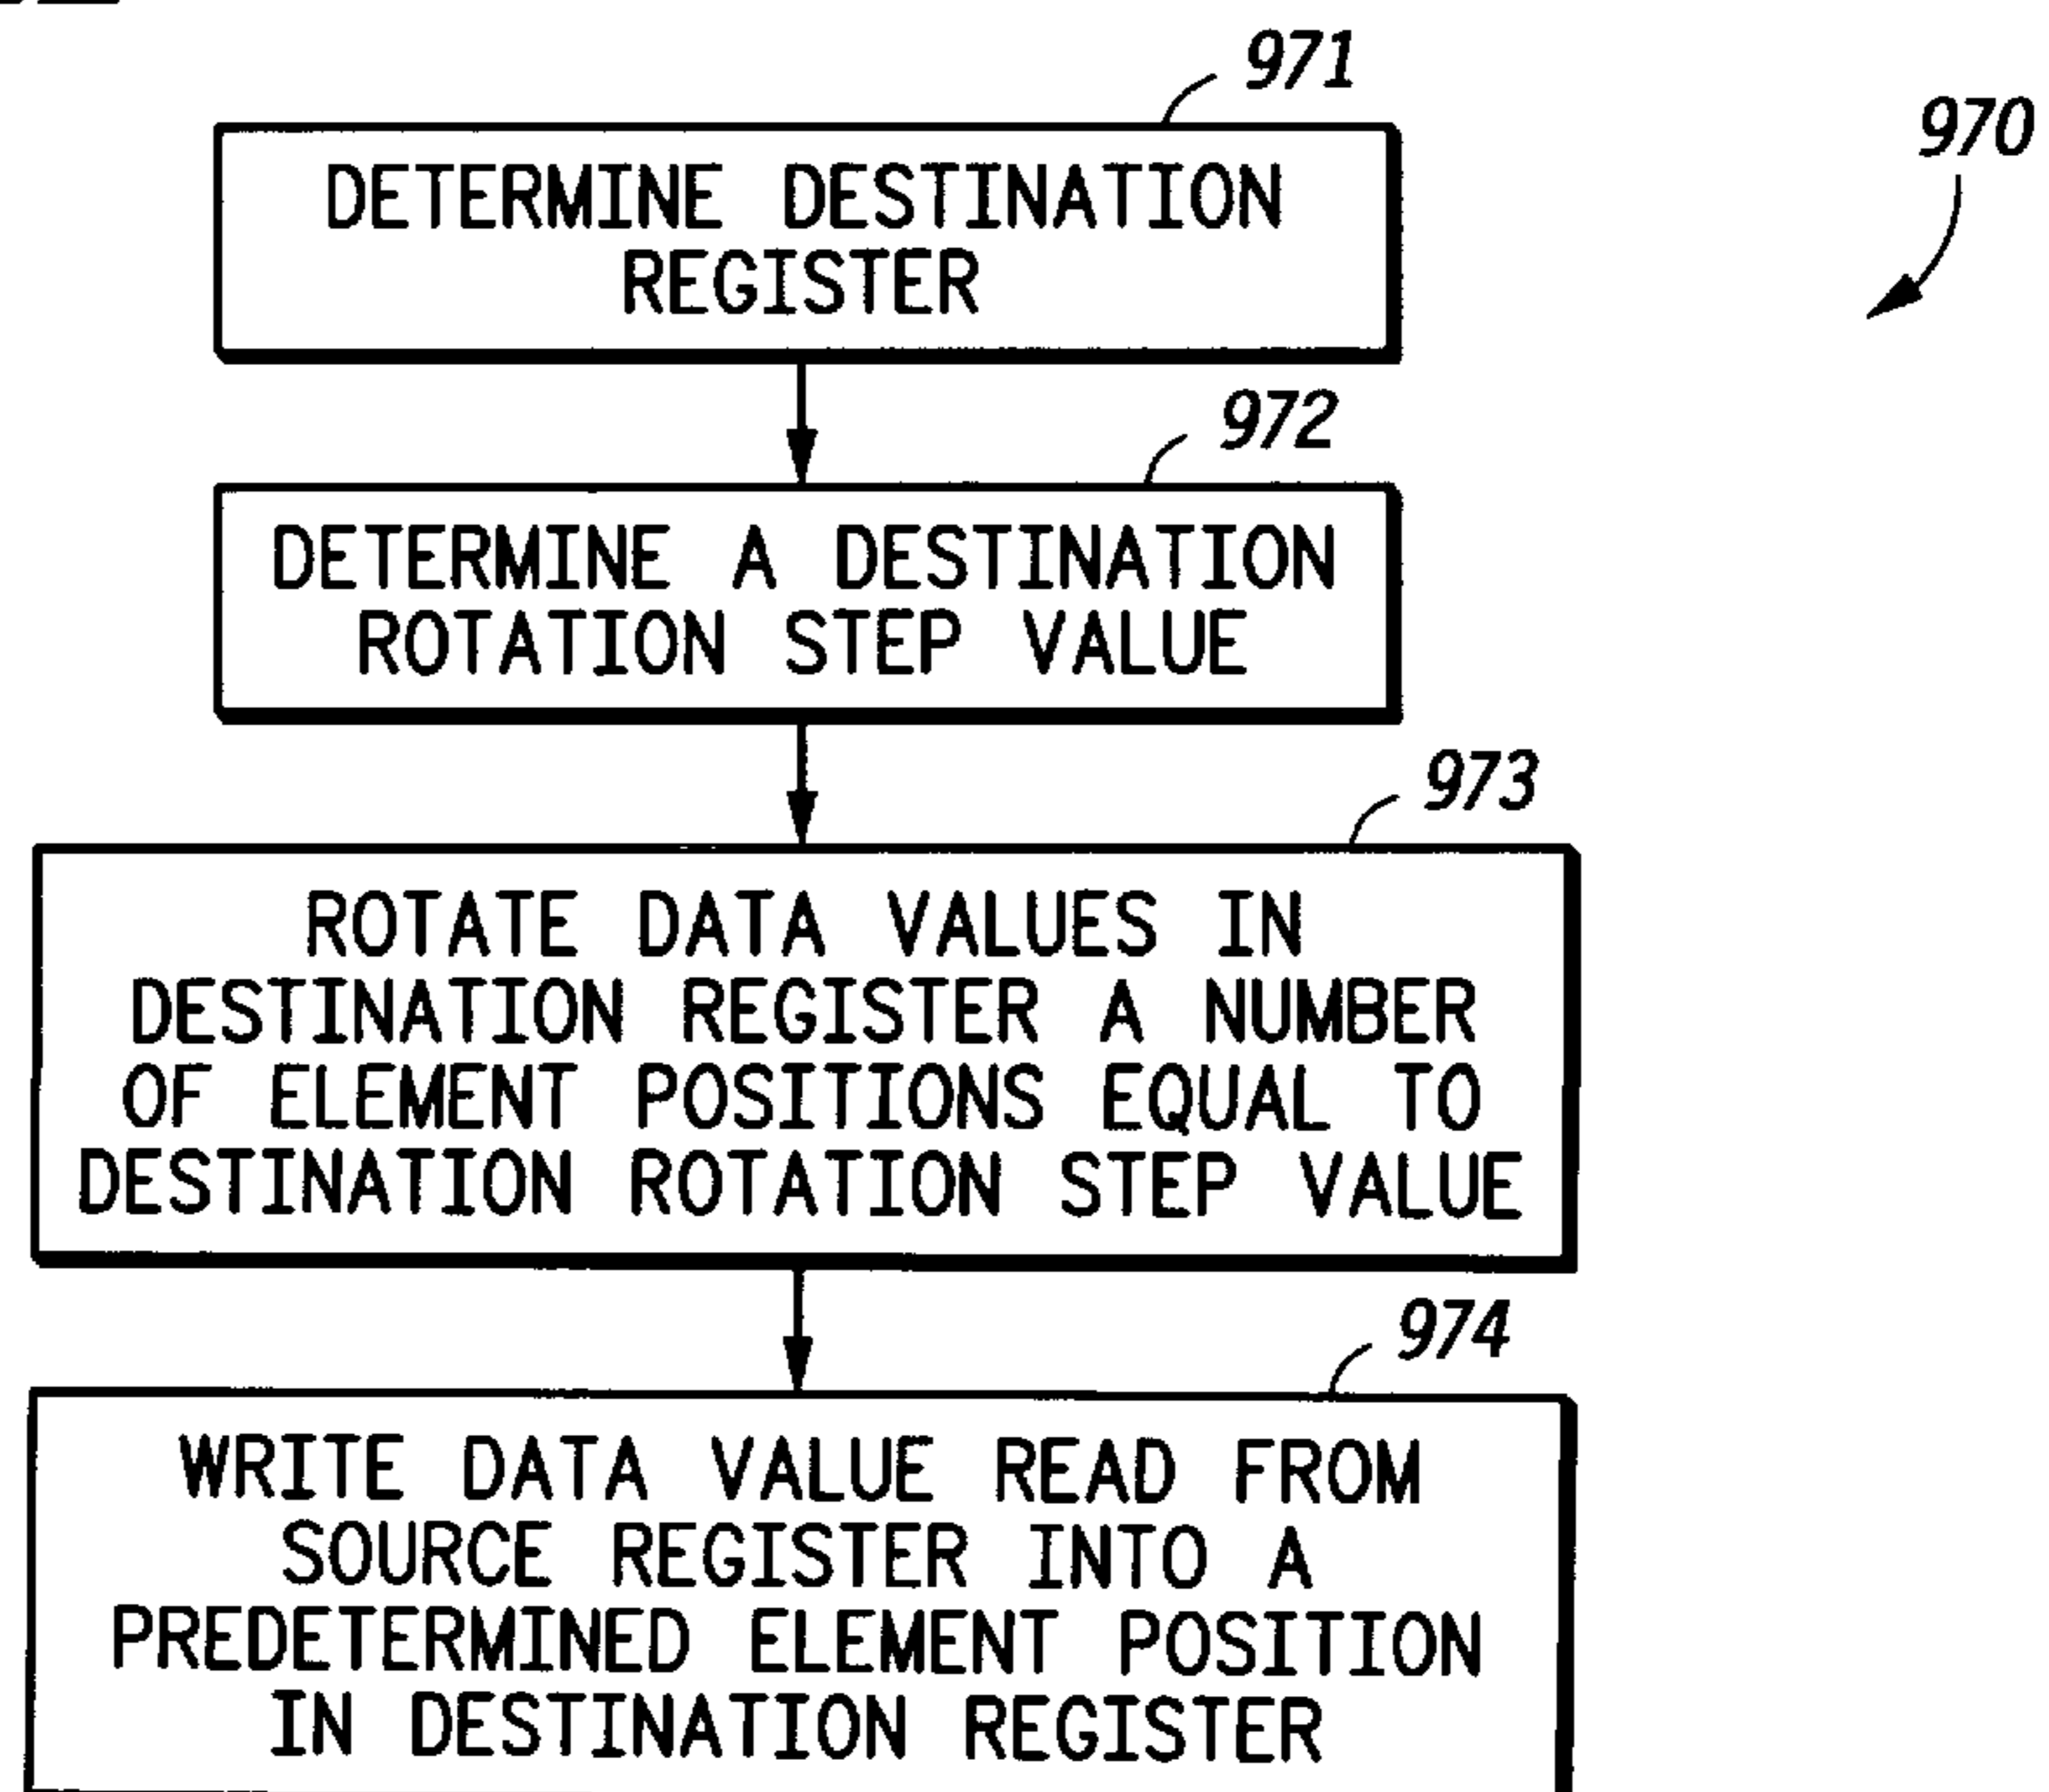 971
970
DETERMINE DESTINATION
REGISTER
972
DETERMINE A DESTINATION
ROTATION STEP VALUE
973
ROTATE DATA VALUES IN
DESTINATION REGISTER A NUMBER
OF ELEMENT POSITIONS EQUAL TO
DESTINATION ROTATION STEP VALUE
974
WRITE DATA VALUE READ FROM
SOURCE REGISTER INTO A
PREDETERMINED ELEMENT POSITION
IN DESTINATION REGISTER